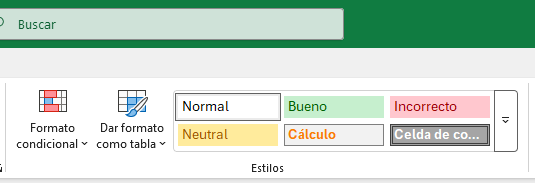 Buscar
Formato
condicional
Dar formato
como tabla
Normal
Bueno
Incorrecto
Neutral
Cálculo
Celda de co...
Estilos